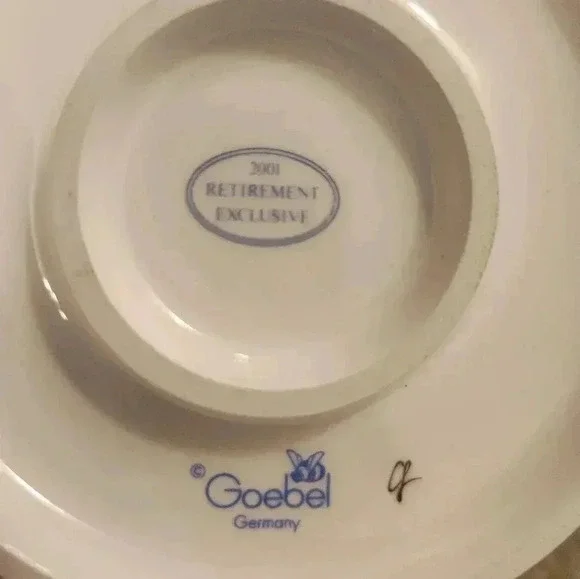 2001
RETIREMENT
EXCLUSIVE
© Goebel
Germany